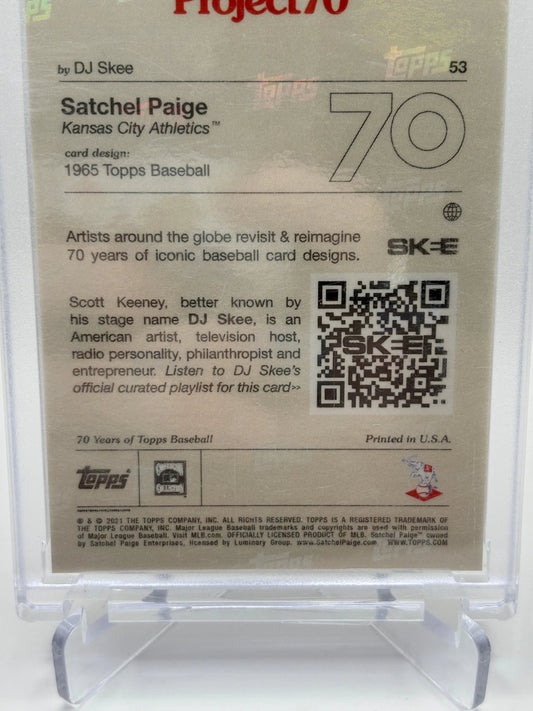 Project70
Topps
Topps
Topps
by DJ Skee
53
Satchel Paige
Kansas City Athletics™
70
card design:
1965 Topps Baseball
Artists around the globe revisit & reimagine
70 years of iconic baseball card designs.
SKEE
Scott Keeney, better known by
his stage name DJ Skee, is an
American artist, television host,
radio personality, philanthropist and
entrepreneur. Listen to DJ Skee's
official curated playlist for this card>>
SKEE
70 Years of Topps Baseball
Printed in U.S.A.
Topps
® & © 2021 THE TOPPS COMPANY, INC. ALL RIGHTS RESERVED. TOPPS IS A REGISTERED TRADEMARK OF
THE TOPPS COMPANY, INC. Major League Baseball trademarks and copyrights are used with permission
of Major League Baseball. Visit MLB.com. OFFICIALLY LICENSED PRODUCT OF MLB. Satchel Paige™ owned
by Satchel Paige Enterprises, licensed by Luminary Group. www.SatchelPaige.com WWW.TOPPS.COM